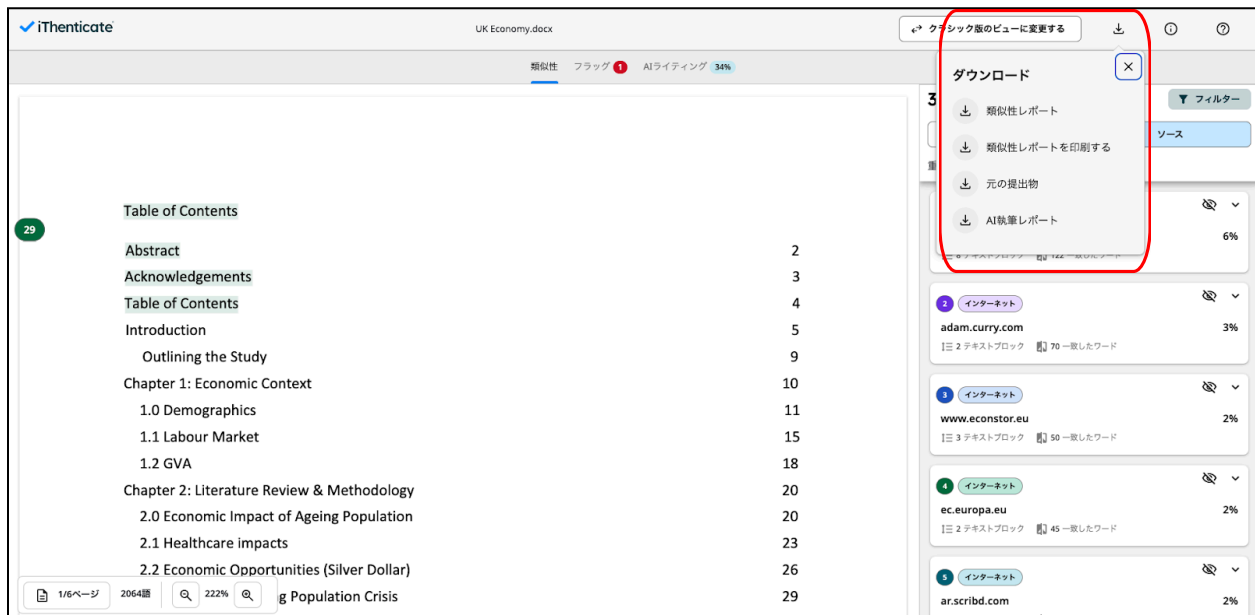 iThenticate
UK Economy.docx
クラシック版のビューに変更する
類似性
フラッグ 1
AIライティング 34%
ダウンロード
類似性レポート
類似性レポートを印刷する
元の提出物
AI執筆レポート
3
フィルター
ソース
重
29
Table of Contents
Abstract 2
Acknowledgements 3
Table of Contents 4
Introduction 5
Outlining the Study 9
Chapter 1: Economic Context 10
1.0 Demographics 11
1.1 Labour Market 15
1.2 GVA 18
Chapter 2: Literature Review & Methodology 20
2.0 Economic Impact of Ageing Population 20
2.1 Healthcare impacts 23
2.2 Economic Opportunities (Silver Dollar) 26
g Population Crisis 29
1/6ページ 2064語 222%
6%
2 インターネット
adam.curry.com 3%
2 テキストブロック 70 一致したワード
3 インターネット
www.econstor.eu 2%
3 テキストブロック 50 一致したワード
4 インターネット
ec.europa.eu 2%
2 テキストブロック 45 一致したワード
5 インターネット
ar.scribd.com 2%